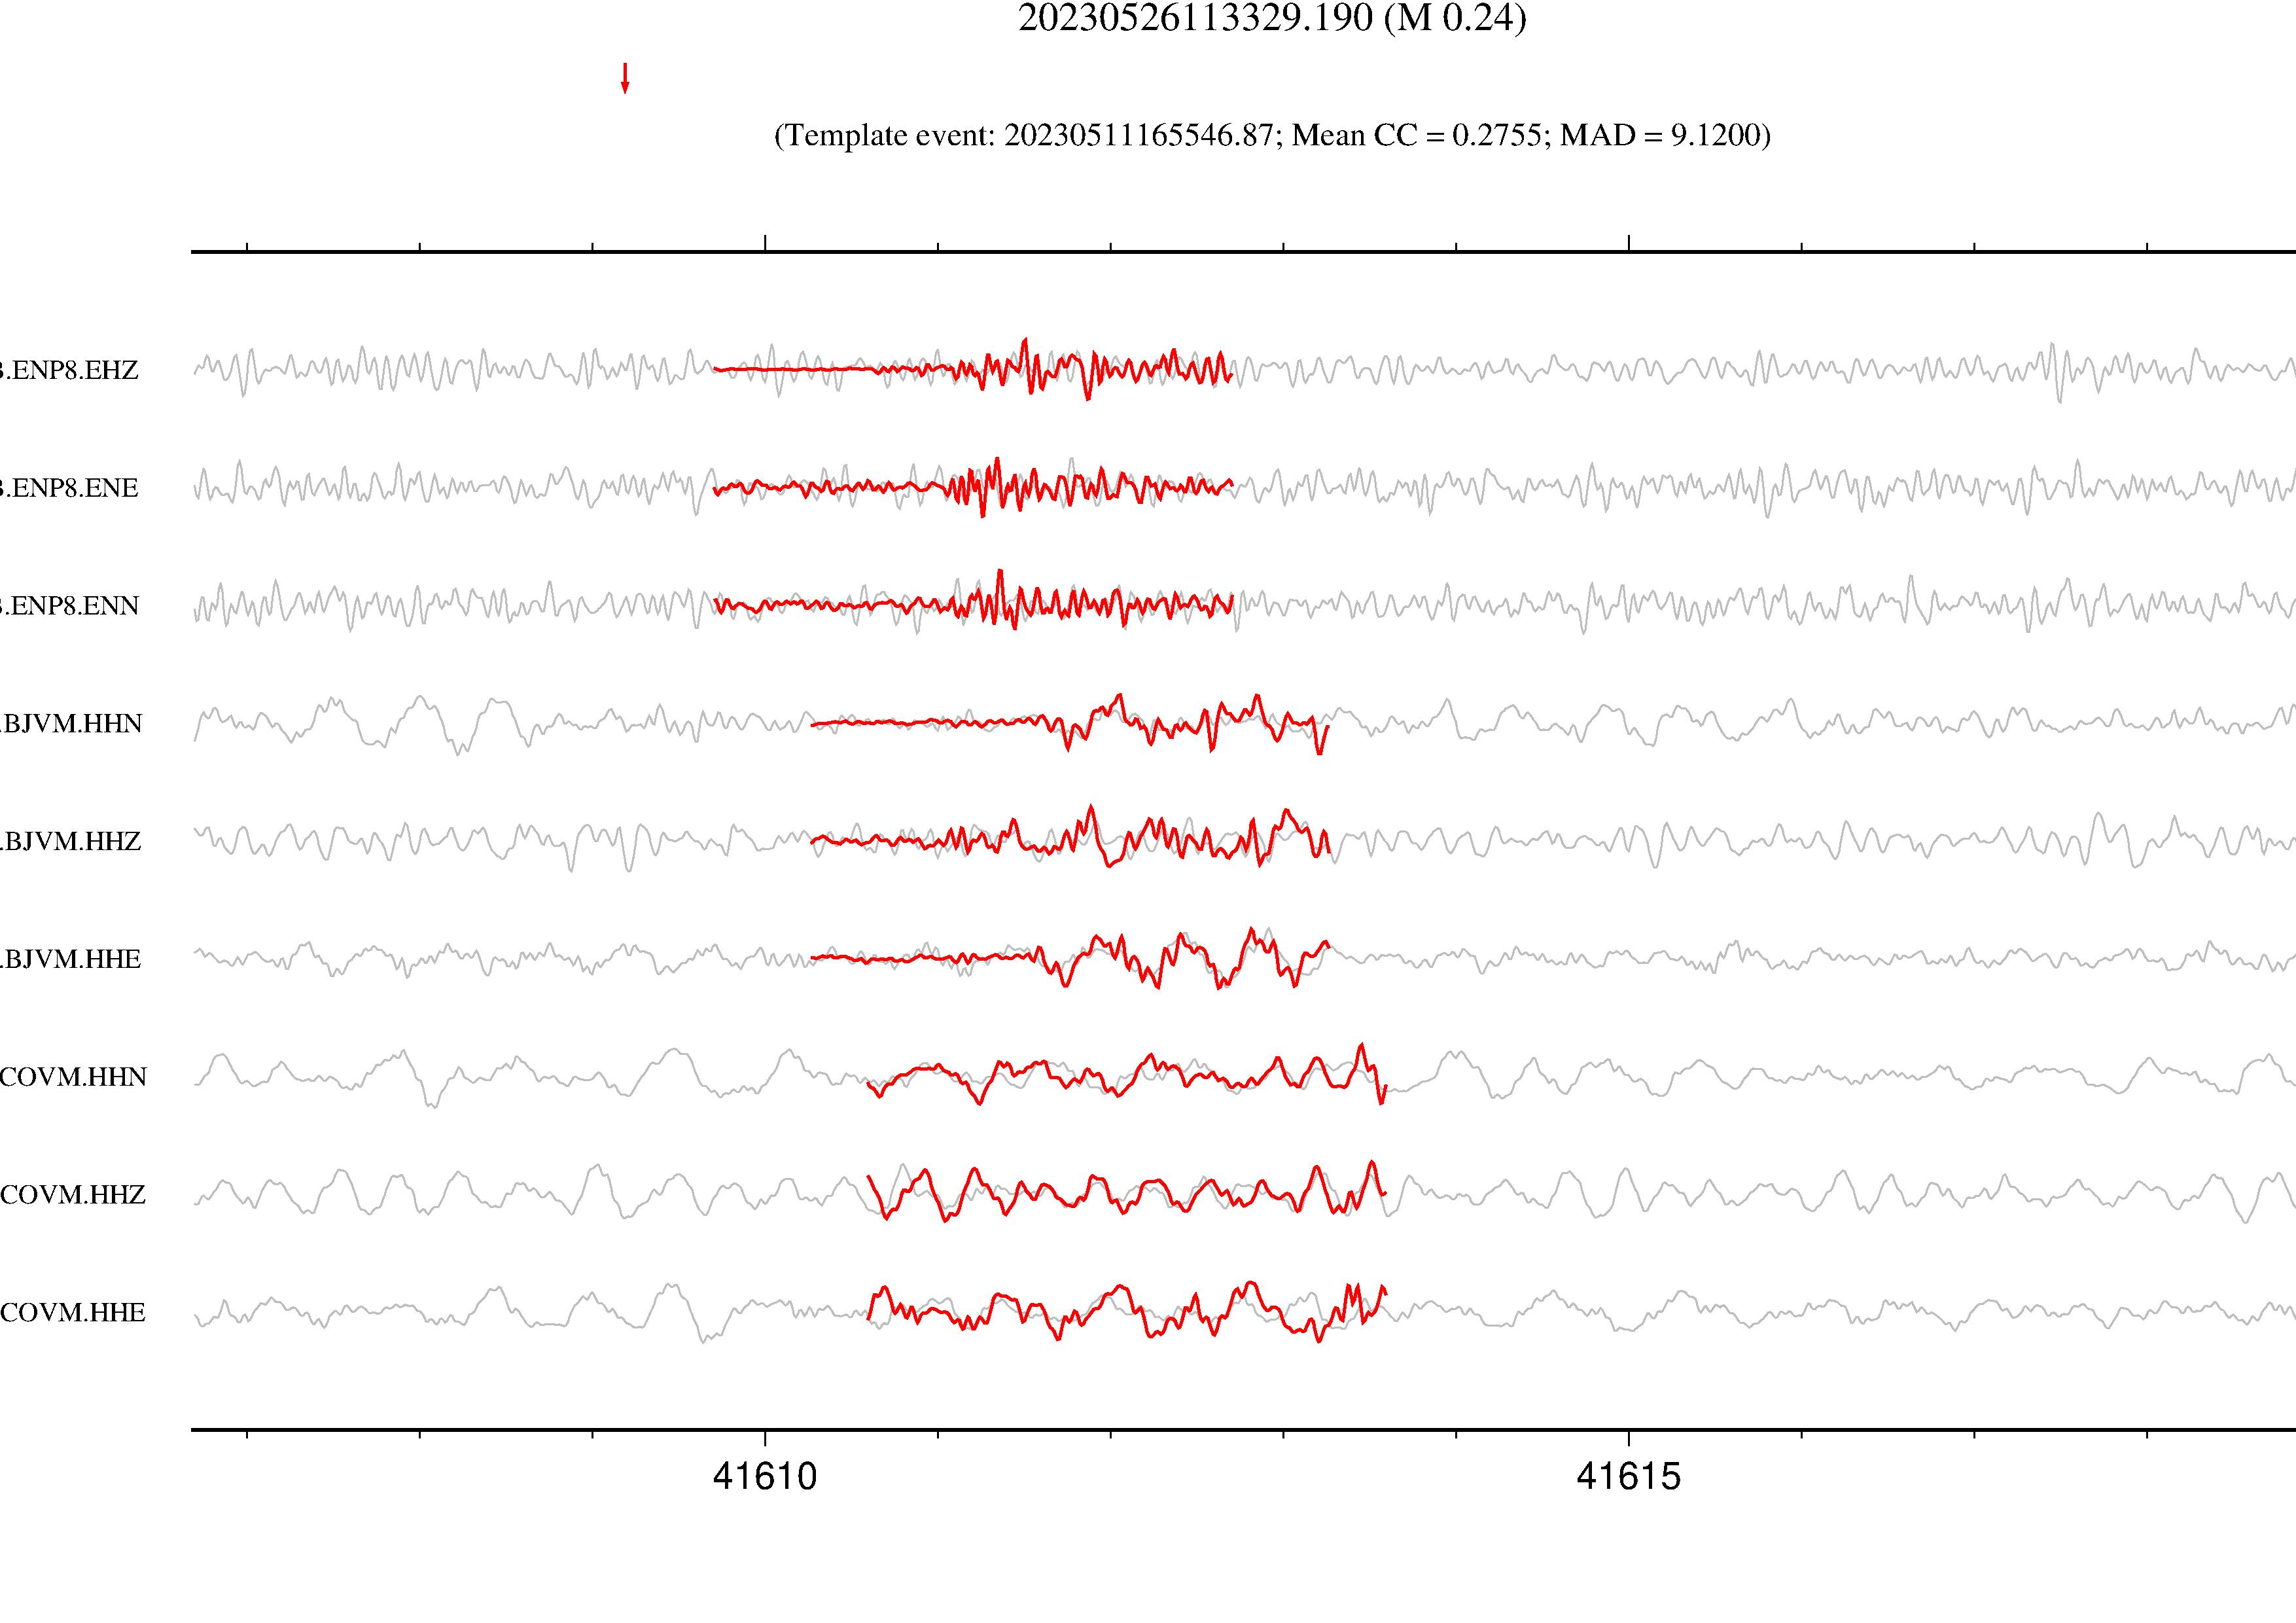 20230526113329.190 (M 0.24)
(Template event: 20230511165546.87; Mean CC = 0.2755; MAD = 9.1200)
.ENP8.EHZ
.ENP8.ENE
.ENP8.ENN
.BJVM.HHN
.BJVM.HHZ
.BJVM.HHE
COVM.HHN
COVM.HHZ
COVM.HHE
41610 41615